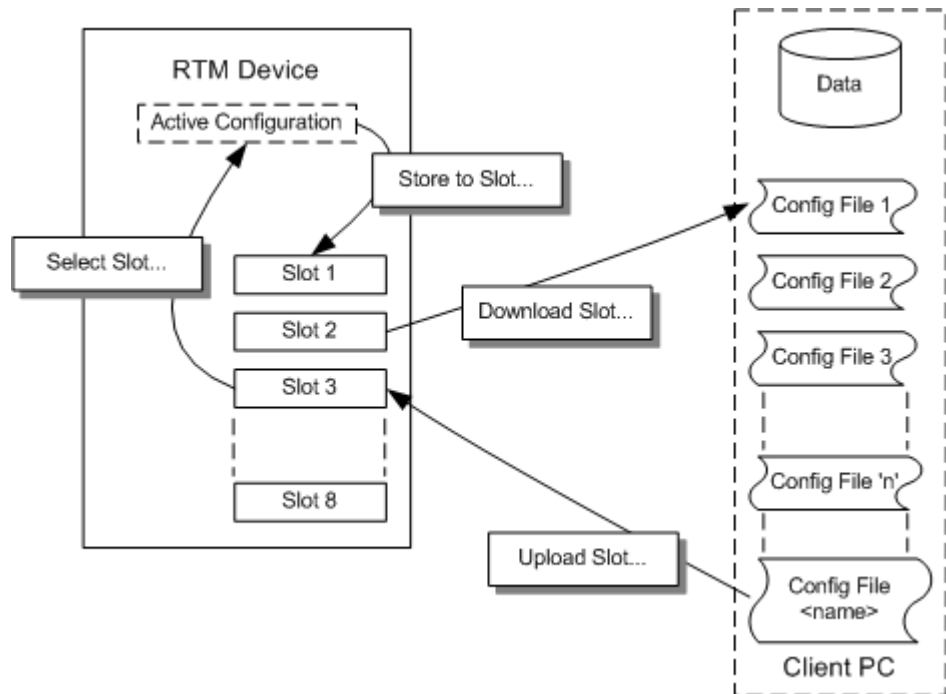 RTM Device
Active Configuration
Store to Slot...
Select Slot...
Slot 1
Slot 2
Download Slot...
Slot 3
Slot 8
Upload Slot...
Data
Config File 1
Config File 2
Config File 3
Config File 'n'
Config File
<name>
Client PC